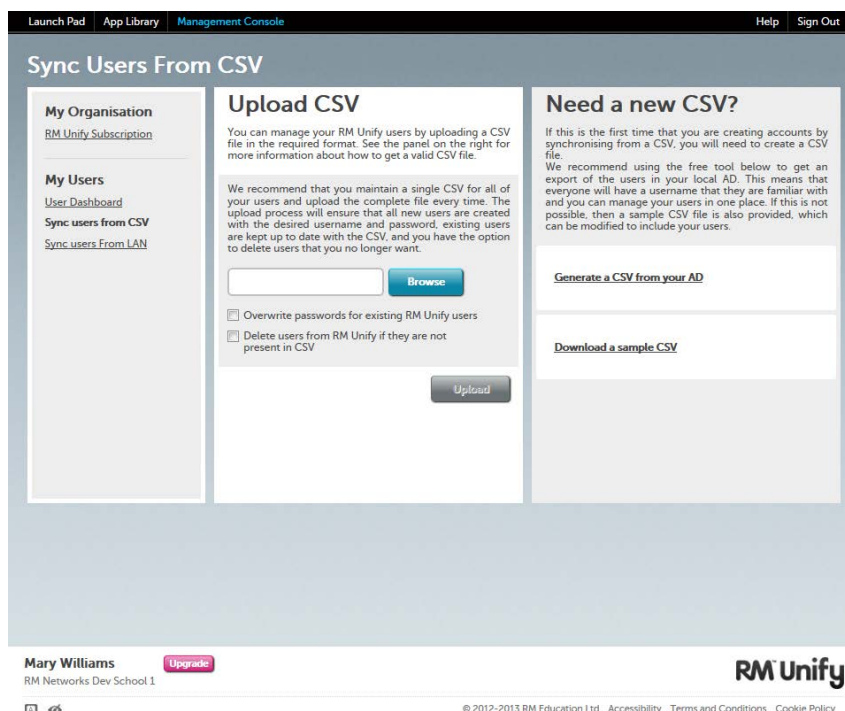 Launch Pad App Library Management Console Help Sign Out
Sync Users From CSV
My Organisation
RM Unify Subscription
My Users
User Dashboard
Sync users from CSV
Sync users From LAN
Upload CSV
You can manage your RM Unify users by uploading a CSV
file in the required format. See the panel on the right for
more information about how to get a valid CSV file.
We recommend that you maintain a single CSV for all of
your users and upload the complete file every time. The
upload process will ensure that all new users are created
with the desired username and password, existing users
are kept up to date with the CSV, and you have the option
to delete users that you no longer want.
Browse
Overwrite passwords for existing RM Unify users
Delete users from RM Unify if they are not
present in CSV
Upload
Need a new CSV?
If this is the first time that you are creating accounts by
synchronising from a CSV, you will need to create a CSV
file.
We recommend using the free tool below to get an
export of the users in your local AD. This means that
everyone will have a username that they are familiar with
and you can manage your users in one place. If this is not
possible, then a sample CSV file is also provided, which
can be modified to include your users.
Generate a CSV from your AD
Download a sample CSV
Mary Williams Upgrade
RM Networks Dev School 1
RM Unify
© 2012-2013 RM Education Ltd Accessibility Terms and Conditions Cookie Policy